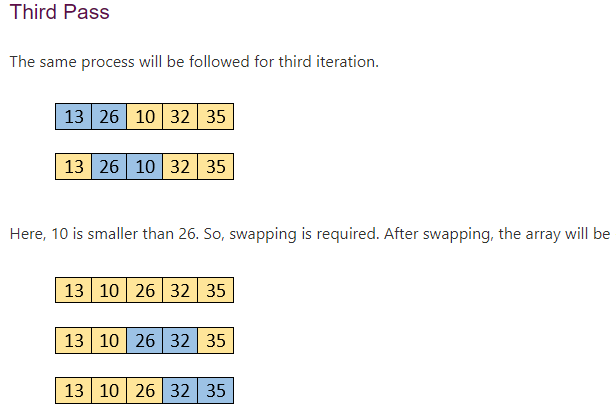 Third Pass
The same process will be followed for third iteration.
13 26 10 32 35
13 26 10 32 35
Here, 10 is smaller than 26. So, swapping is required. After swapping, the array will be
13 10 26 32 35
13 10 26 32 35
13 10 26 32 35